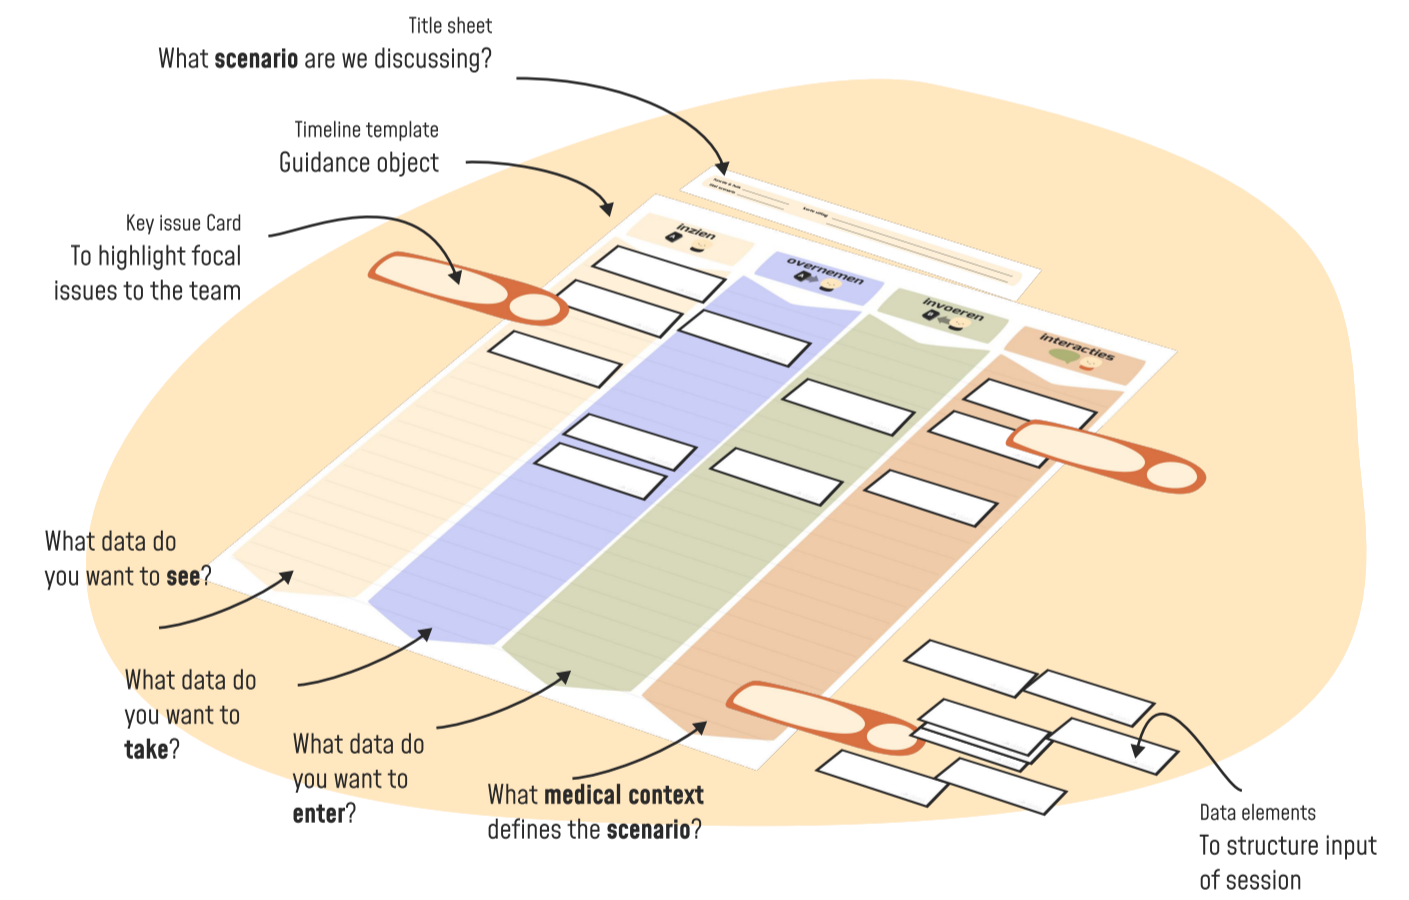 Title sheet
What scenario are we discussing?
Timeline template
Guidance object
Key issue Card
To highlight focal
issues to the team
inzien
overnemen
invoeren
interacties
What data do
you want to see?
What data do
you want to
take?
What data do
you want to
enter?
What medical context
defines the scenario?
Data elements
To structure input
of session